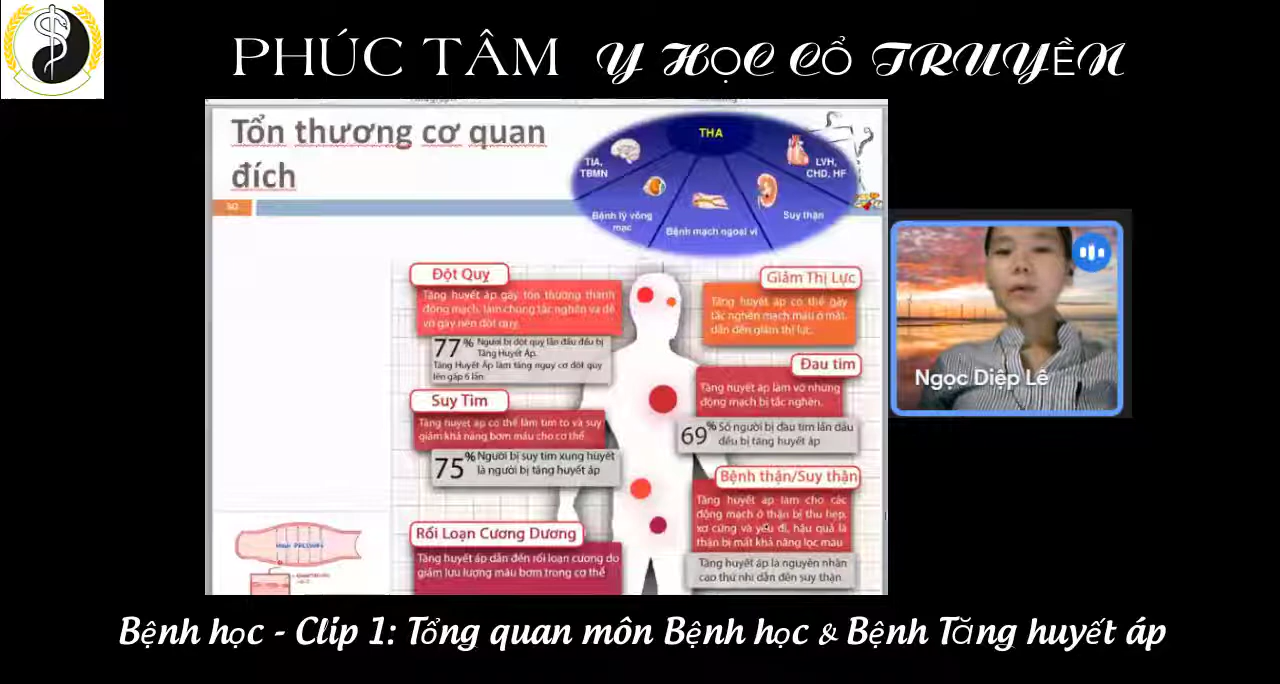 PHÚC TÂM Y HỌC CỔ TRUYỀN
Tổn thương cơ quan
đích
THA
TIA,
TBMN
LVH,
CHD, HF
Bệnh lý võng
mạc
Bệnh mạch ngoại vi
Suy thận
Đột Quỵ
Tăng huyết áp gây tổn thương thành
động mạch, làm chúng tắc nghẽn và dễ
vỡ gây nên đột quỵ.
77% Người bị đột quỵ lần đầu đều bị
Tăng Huyết Áp.
Tăng Huyết Áp làm tăng nguy cơ đột quỵ
lên gấp 6 lần
Giảm Thị Lực
Tăng huyết áp có thể gây
tắc nghẽn mạch máu ở mắt,
dẫn đến giảm thị lực.
Suy Tim
Tăng huyết áp có thể làm tim to và suy
giảm khả năng bơm máu cho cơ thể.
75% Người bị suy tim xung huyết
là người bị tăng huyết áp
Đau tim
Tăng huyết áp làm vỡ những
động mạch bị tắc nghẽn.
69% Số người bị đau tim lần đầu
đều bị tăng huyết áp
Bệnh thận/Suy thận
Tăng huyết áp làm cho các
động mạch ở thận bị thu hẹp,
xơ cứng và yếu đi, hậu quả là
thận bị mất khả năng lọc máu
Tăng huyết áp là nguyên nhân
cao thứ nhì dẫn đến suy thận.
Rối Loạn Cương Dương
Tăng huyết áp dẫn đến rối loạn cương do
giảm lưu lượng máu bơm trong cơ thể.
Ngọc Diệp Lê
Bệnh học - Clip 1: Tổng quan môn Bệnh học & Bệnh Tăng huyết áp